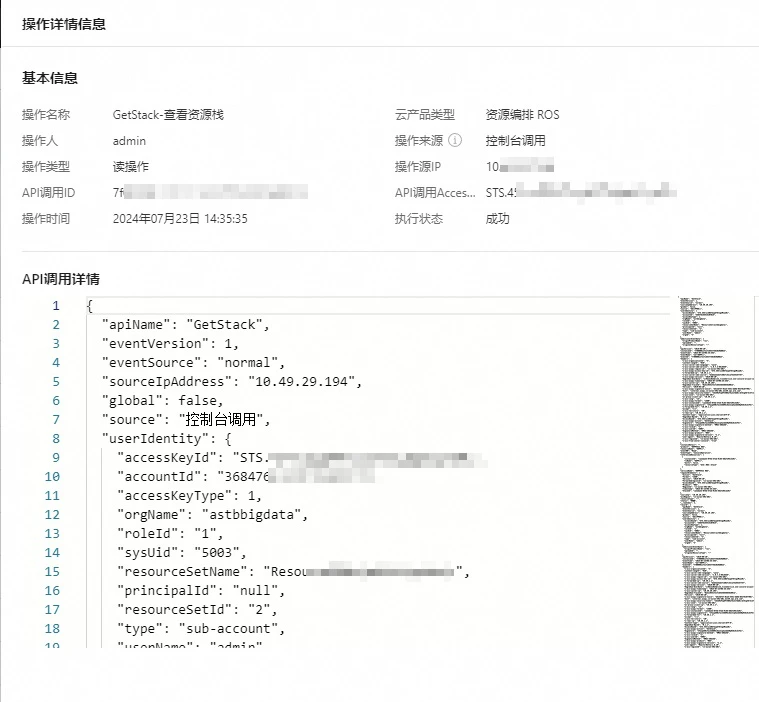 操作详情信息
基本信息
操作名称 GetStack-查看资源栈 云产品类型 资源编排 ROS
操作人 admin 操作来源 控制台调用
操作类型 读操作 操作源IP 10
API调用ID 7f API调用Acces... STS.4
操作时间 2024年07月23日 14:35:35 执行状态 成功
API调用详情
1 {
2 "apiName": "GetStack",
3 "eventVersion": 1,
4 "eventSource": "normal",
5 "sourceIpAddress": "10.49.29.194",
6 "global": false,
7 "source": "控制台调用",
8 "userIdentity": {
9 "accessKeyId": "STS.
10 "accountId": "368476
11 "accessKeyType": 1,
12 "orgName": "astbbigdata",
13 "roleId": "1",
14 "sysUid": "5003",
15 "resourceSetName": "Resou ",
16 "principalId": "null",
17 "resourceSetId": "2",
18 "type": "sub-account",
19 "userName": "admin"